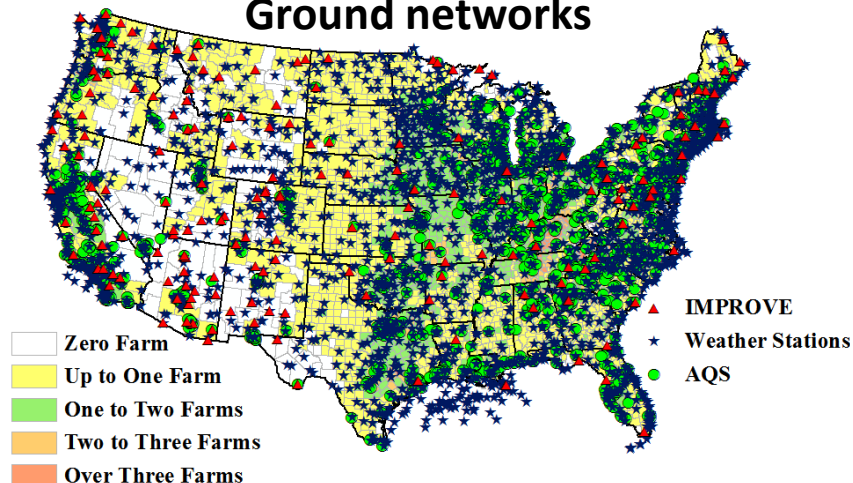 Ground networks
IMPROVE
Weather Stations
AQS
Zero Farm
Up to One Farm
One to Two Farms
Two to Three Farms
Over Three Farms